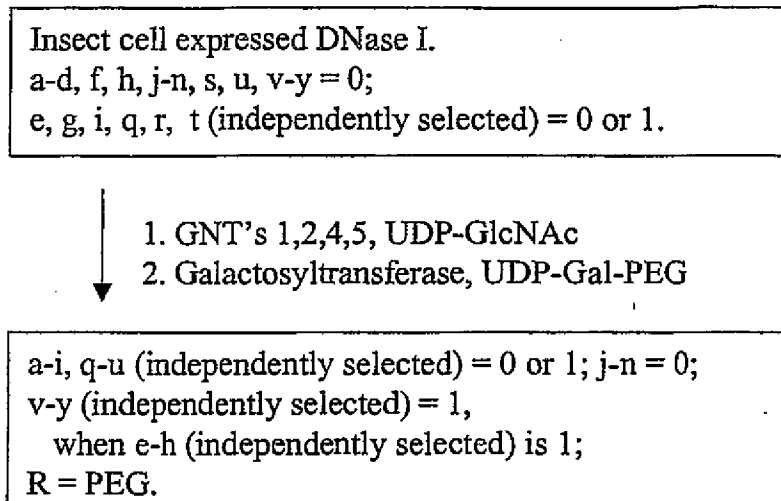 Insect cell expressed DNase I.
a-d, f, h, j-n, s, u, v-y = 0;
e, g, i, q, r, t (independently selected) = 0 or 1.
1. GNT's 1,2,4,5, UDP-GlcNAc
2. Galactosyltransferase, UDP-Gal-PEG
a-i, q-u (independently selected) = 0 or 1; j-n = 0;
v-y (independently selected) = 1,
when e-h (independently selected) is 1;
R = PEG.